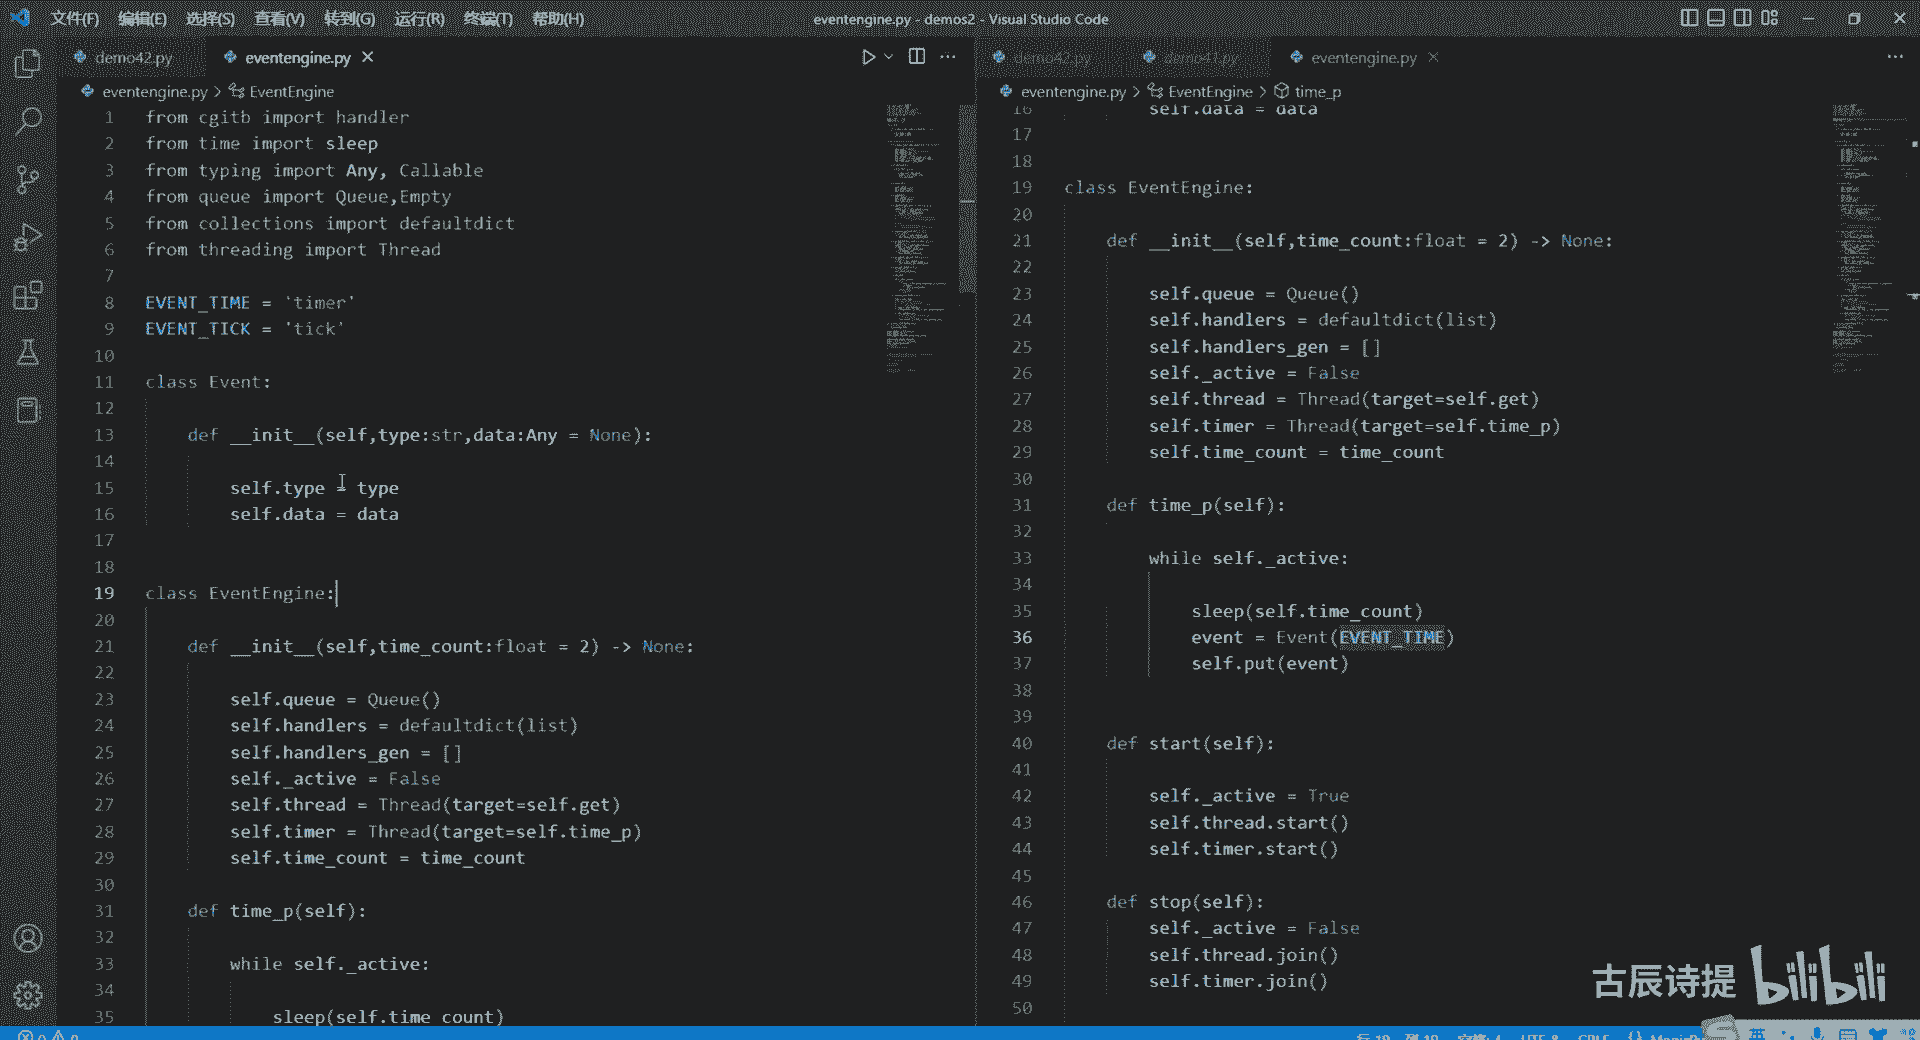 文件(F) 编辑(E) 选择(S) 查看(V) 转到(G) 运行(R) 终端(T) 帮助(H)
eventengine.py - demos2 - Visual Studio Code
demo42.py eventengine.py
eventengine.py > EventEngine
1 from cgitb import handler
2 from time import sleep
3 from typing import Any, Callable
4 from queue import Queue,Empty
5 from collections import defaultdict
6 from threading import Thread
7
8 EVENT_TIME = 'timer'
9 EVENT_TICK = 'tick'
10
11 class Event:
12
13 def __init__(self,type:str,data:Any = None):
14
15 self.type = type
16 self.data = data
17
18
19 class EventEngine:
20
21 def __init__(self,time_count:float = 2) -> None:
22
23 self.queue = Queue()
24 self.handlers = defaultdict(list)
25 self.handlers_gen = []
26 self._active = False
27 self.thread = Thread(target=self.get)
28 self.timer = Thread(target=self.time_p)
29 self.time_count = time_count
30
31 def time_p(self):
32
33 while self._active:
34
35 sleep(self.time_count)
demo42.py demo41.py eventengine.py
eventengine.py > EventEngine > time_p
16 self.data = data
17
18
19 class EventEngine:
20
21 def __init__(self,time_count:float = 2) -> None:
22
23 self.queue = Queue()
24 self.handlers = defaultdict(list)
25 self.handlers_gen = []
26 self._active = False
27 self.thread = Thread(target=self.get)
28 self.timer = Thread(target=self.time_p)
29 self.time_count = time_count
30
31 def time_p(self):
32
33 while self._active:
34
35 sleep(self.time_count)
36 event = Event(EVENT_TIME)
37 self.put(event)
38
39
40 def start(self):
41
42 self._active = True
43 self.thread.start()
44 self.timer.start()
45
46 def stop(self):
47 self._active = False
48 self.thread.join()
49 self.timer.join()
50
古辰诗提 bilibili
行 19, 列 19 空格: 4 UTF-8 CRLF
英